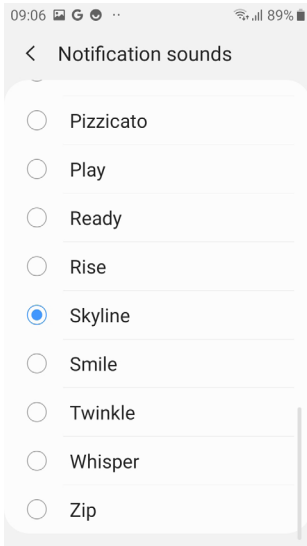 09:06 G 89%
Notification sounds
Pizzicato
Play
Ready
Rise
Skyline
Smile
Twinkle
Whisper
Zip